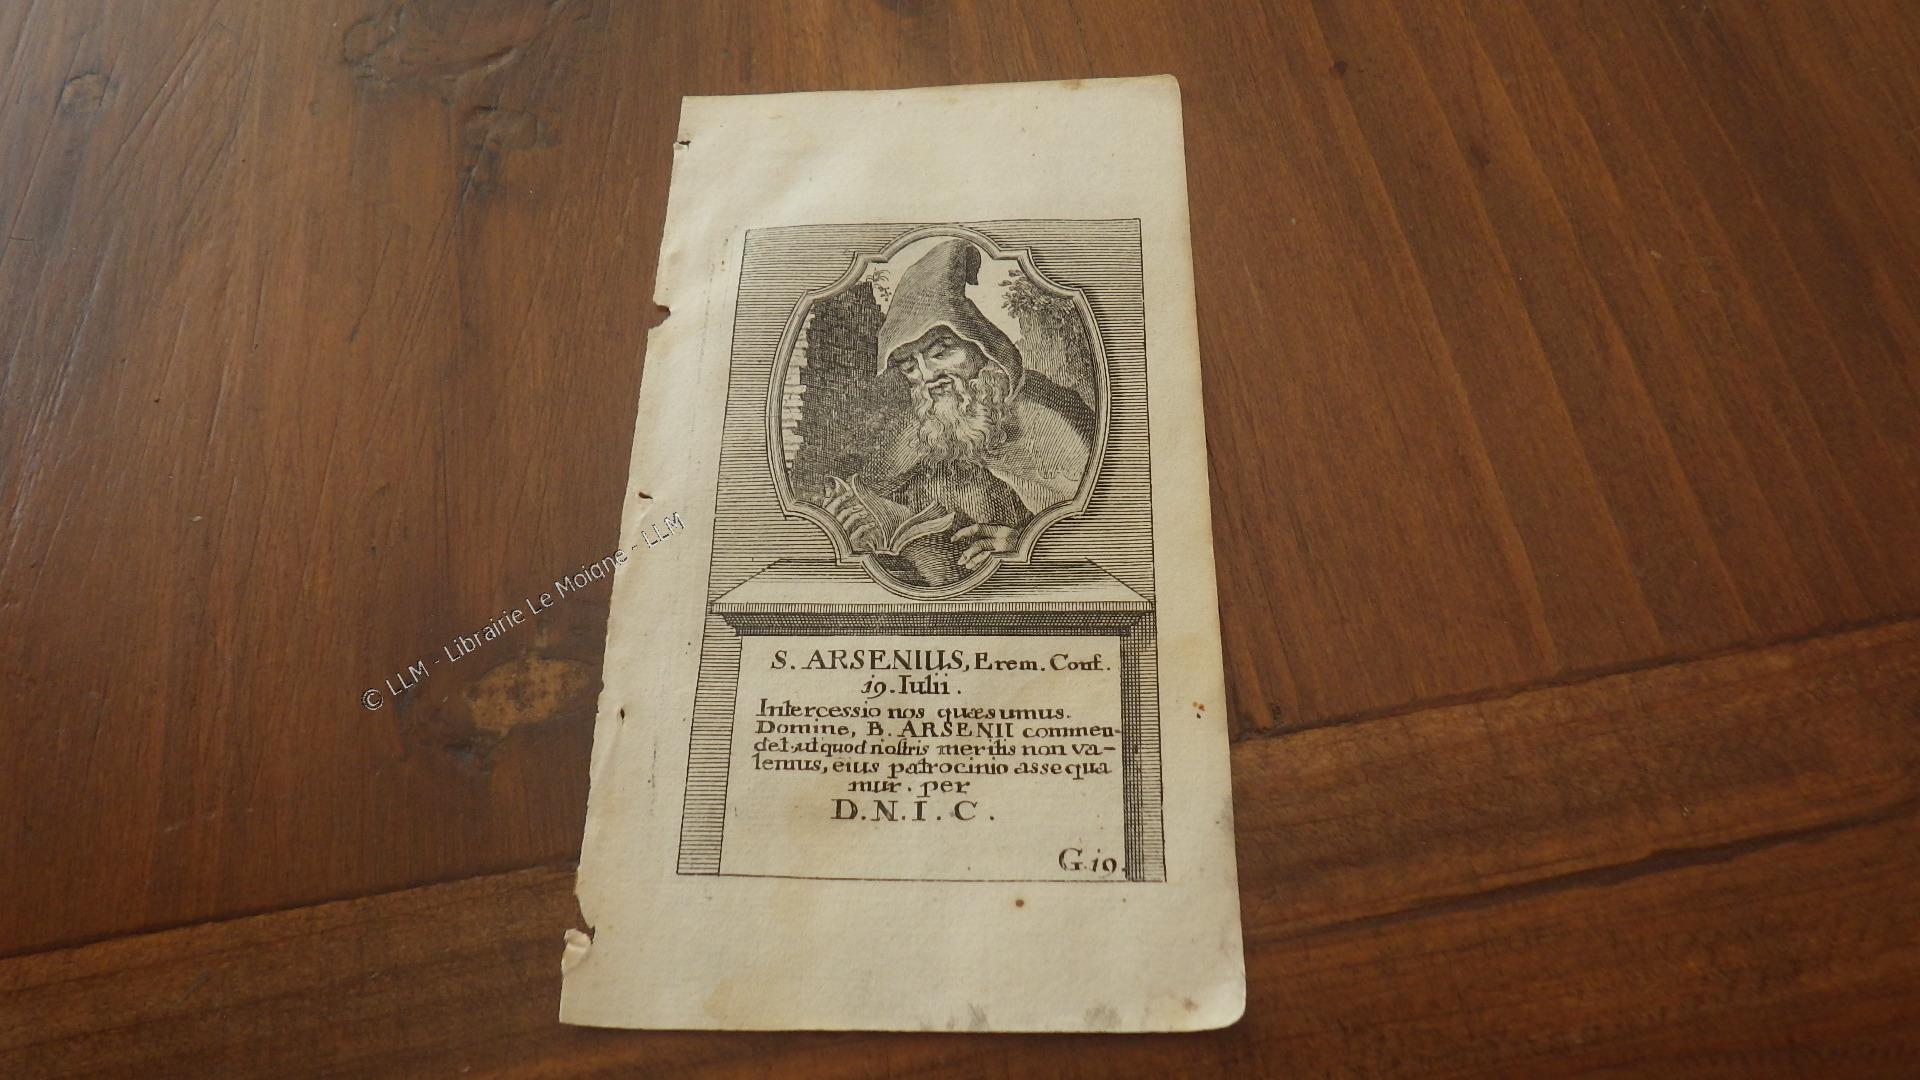 S. ARSENIUS, Erem. Conf.
19. Iulii.
Intercessio nos quæsumus.
Domine, B. ARSENII commen-
det ut quod nostris meritis non va-
lemus, eius patrocinio assequa
mur. per
D.N.I.C.
G.19.
© LLM - Librairie Le Moigne - LLM